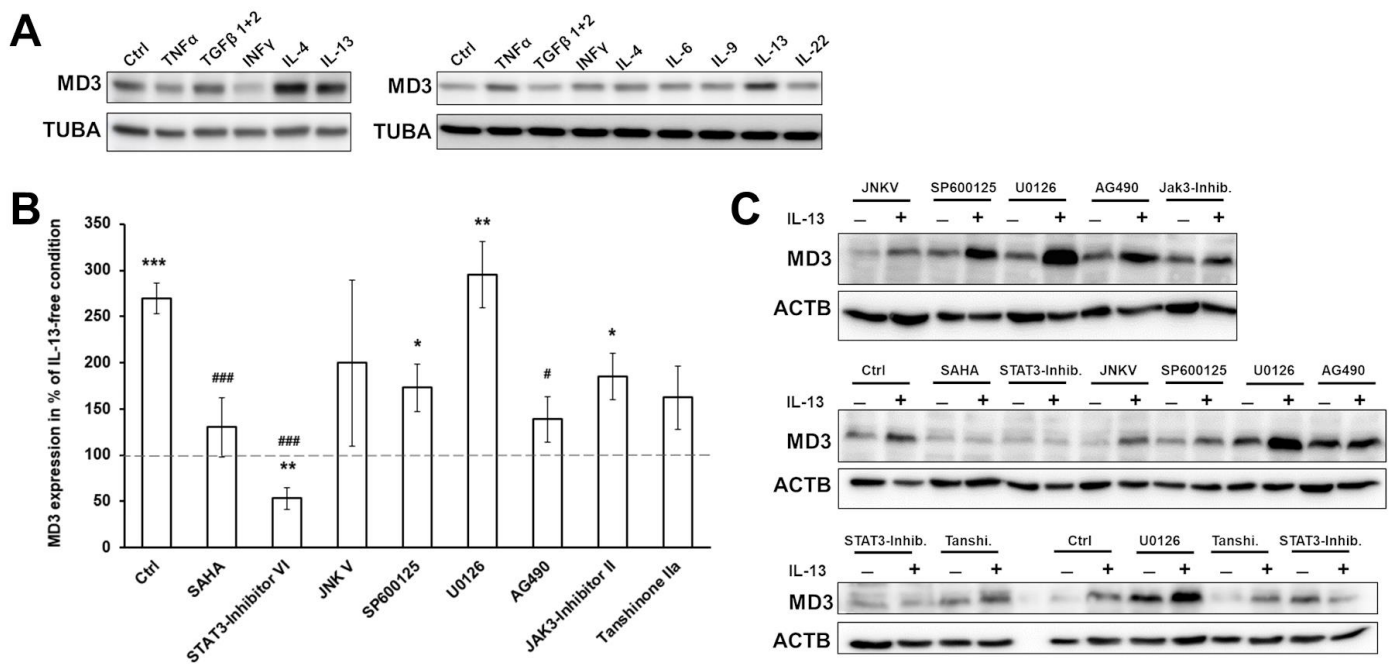 A
Ctrl TNFα TGFβ 1+2 INFγ IL-4 IL-13
MD3
TUBA
Ctrl TNFα TGFβ 1+2 INFγ IL-4 IL-6 IL-9 IL-13 IL-22
MD3
TUBA
B
MD3 expression in % of IL-13-free condition
350
300
250
200
150
100
50
0
***
###
###
**
*
**
#
*
Ctrl
SAHA
STAT3-Inhibitor VI
JNK V
SP600125
U0126
AG490
JAK3-Inhibitor II
Tanshinone IIa
C
JNKV SP600125 U0126 AG490 Jak3-Inhib.
IL-13 – + – + – + – + – +
MD3
ACTB
Ctrl SAHA STAT3-Inhib. JNKV SP600125 U0126 AG490
IL-13 – + – + – + – + – + – + – +
MD3
ACTB
STAT3-Inhib. Tanshi. Ctrl U0126 Tanshi. STAT3-Inhib.
IL-13 – + – + – + – + – + – +
MD3
ACTB